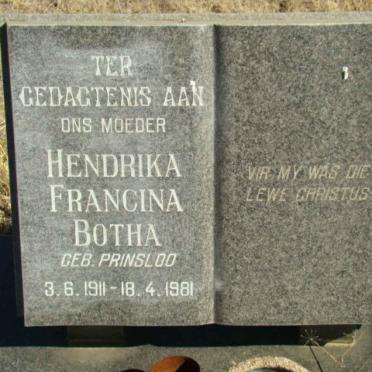 TER
GEDAGTENIS AAN
ONS MOEDER
HENDRIKA
FRANCINA
BOTHA
GEB. PRINSLOO
3.6.1911-18.4.1981
VIR MY WAS DIE
LEWE CHRISTUS